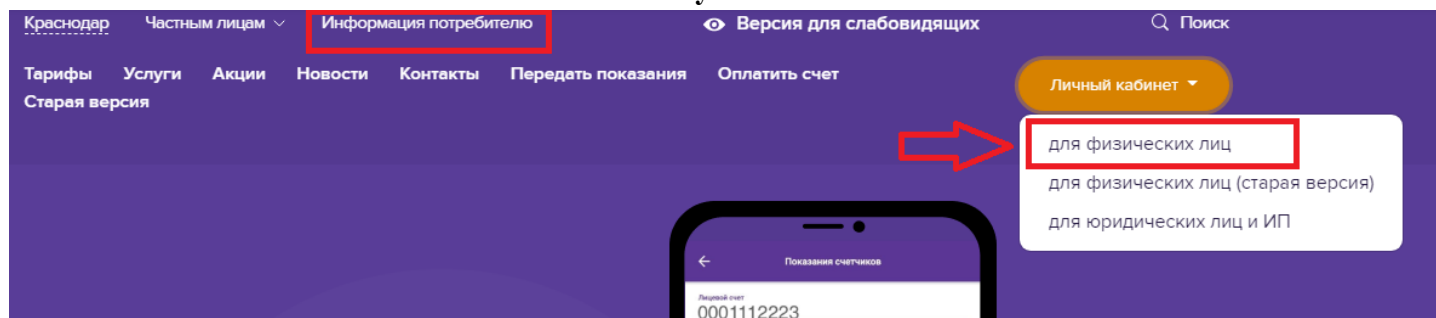 Краснодар Частным лицам Информация потребителю Версия для слабовидящих Поиск
Тарифы Услуги Акции Новости Контакты Передать показания Оплатить счет
Старая версия
Личный кабинет
для физических лиц
для физических лиц (старая версия)
для юридических лиц и ИП
Показания счетчиков
Лицевой счет
0001112223